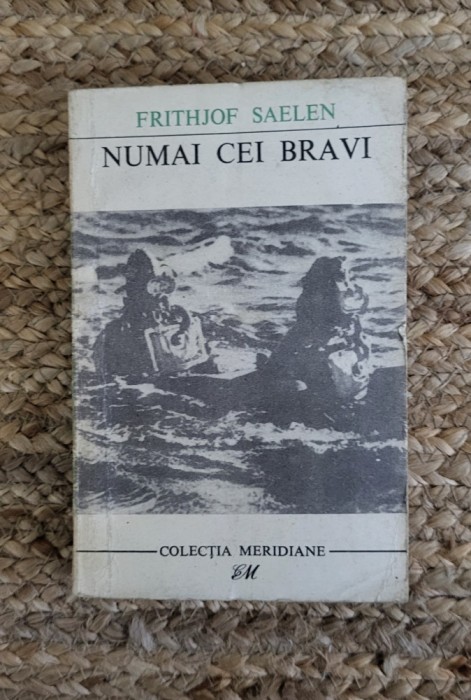 FRITHJOF SAELEN
NUMAI CEI BRAVI
COLECȚIA MERIDIANE
CM